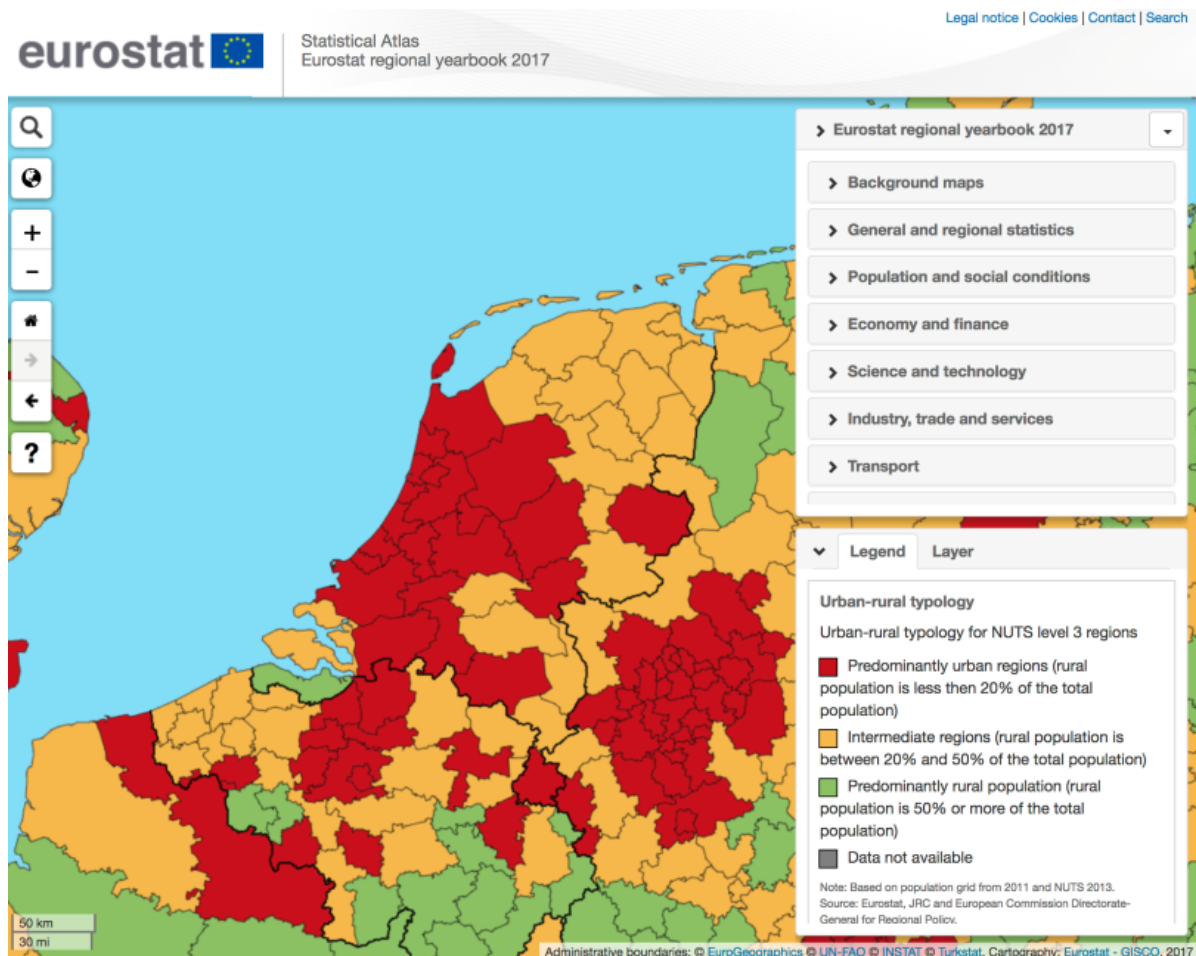 Legal notice | Cookies | Contact | Search
eurostat
Statistical Atlas
Eurostat regional yearbook 2017
Eurostat regional yearbook 2017
Background maps
General and regional statistics
Population and social conditions
Economy and finance
Science and technology
Industry, trade and services
Transport
+
−
?
Legend Layer
Urban-rural typology
Urban-rural typology for NUTS level 3 regions
Predominantly urban regions (rural
population is less then 20% of the total
population)
Intermediate regions (rural population is
between 20% and 50% of the total population)
Predominantly rural population (rural
population is 50% or more of the total
population)
Data not available
Note: Based on population grid from 2011 and NUTS 2013.
Source: Eurostat, JRC and European Commission Directorate-
General for Regional Policy.
50 km
30 mi
Administrative boundaries: © EuroGeographics © UN-FAO © INSTAT © Turkstat, Cartography: Eurostat - GISCO, 2017